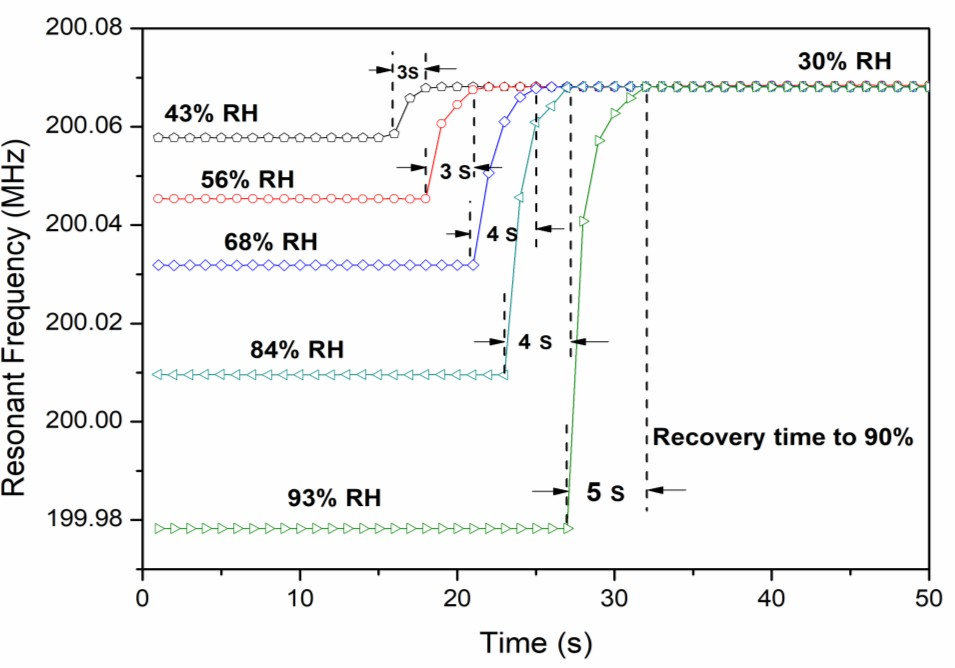 200.08
200.06
200.04
200.02
200.00
199.98
Resonant Frequency (MHz)
30% RH
3s
43% RH
3 s
56% RH
68% RH
4 s
84% RH
4 s
Recovery time to 90%
93% RH
5 s
0 10 20 30 40 50
Time (s)